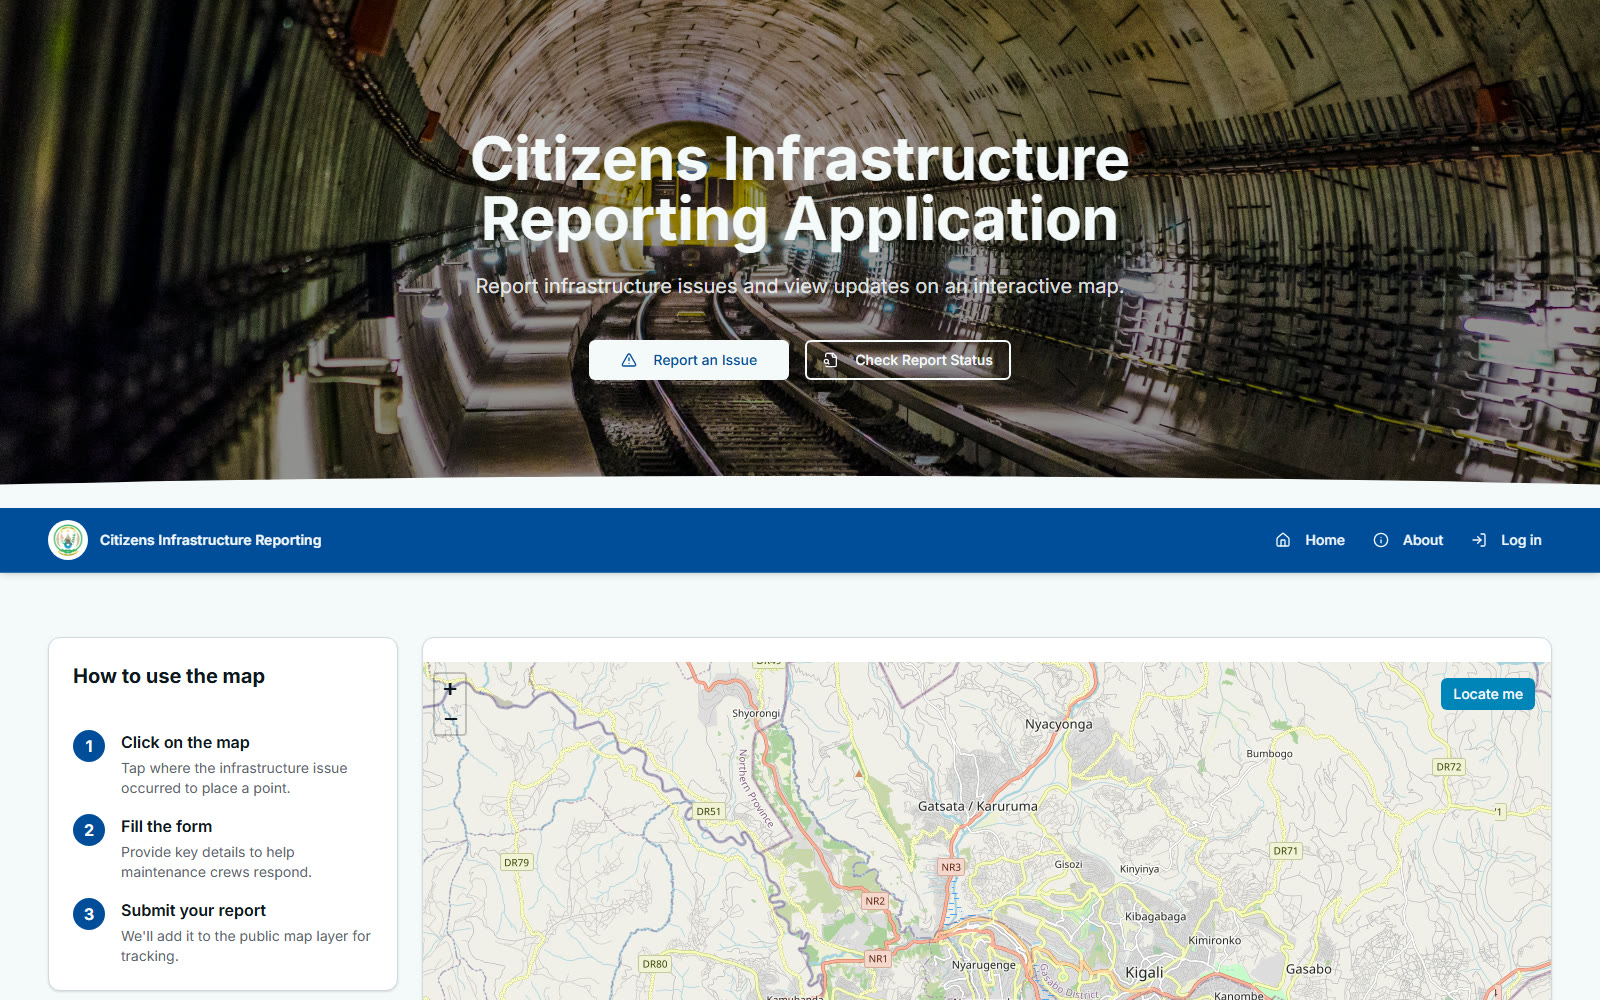 Citizens Infrastructure
Reporting Application
Report infrastructure issues and view updates on an interactive map.
Report an Issue
Check Report Status
Citizens Infrastructure Reporting
Home
About
Log in
How to use the map
1
Click on the map
Tap where the infrastructure issue
occurred to place a point.
2
Fill the form
Provide key details to help
maintenance crews respond.
3
Submit your report
We'll add it to the public map layer for
tracking.
+
−
Locate me
Shyorongi
Nyacyonga
Bumbogo
DR72
Northern Province
Gatsata / Karuruma
DR51
DR79
NR3
Gisozi
Kinyinya
DR71
NR2
Kibagabaga
Kimironko
NR1
DR80
Nyarugenge
Kigali
Gasabo
Gasabo District
Kanombe